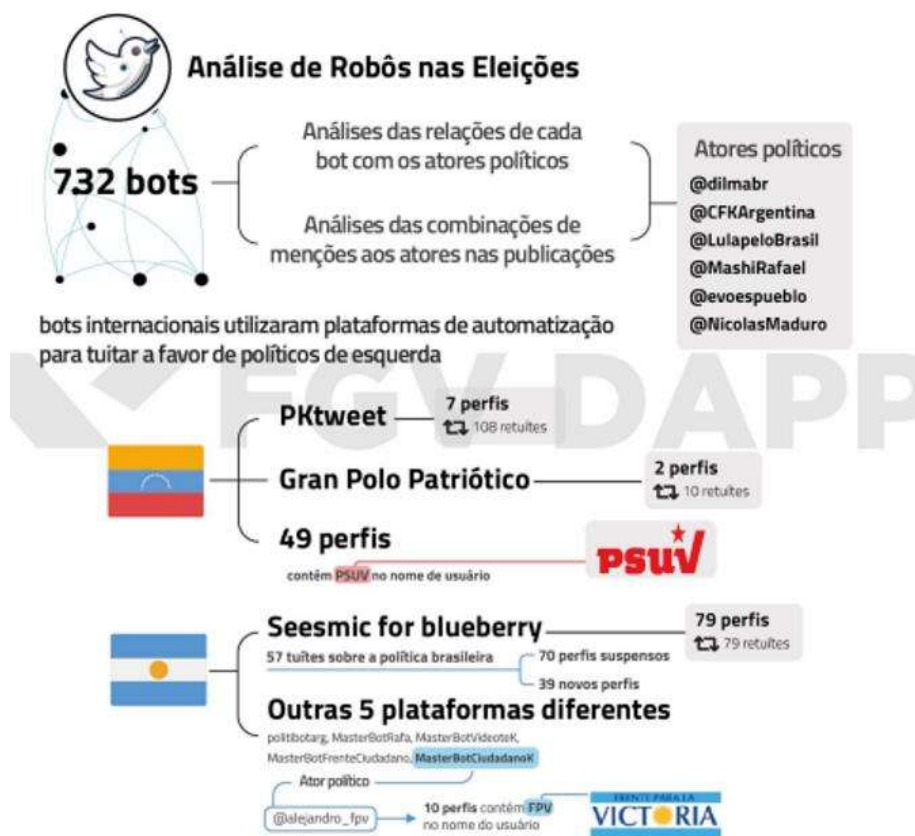 Análise de Robôs nas Eleições
732 bots
Análises das relações de cada
bot com os atores políticos
Análises das combinações de
menções aos atores nas publicações
Atores políticos
@dilmabr
@CFKArgentina
@LulapeloBrasil
@MashiRafael
@evoespueblo
@NicolasMaduro
bots internacionais utilizaram plataformas de automatização
para tuitar a favor de políticos de esquerda
FGV DAPP
PKtweet
7 perfis
108 retuítes
Gran Polo Patriótico
2 perfis
10 retuítes
49 perfis
contêm PSUV no nome de usuário
PSUV
Seesmic for blueberry
79 perfis
79 retuítes
57 tuítes sobre a política brasileira
70 perfis suspensos
39 novos perfis
Outras 5 plataformas diferentes
politibotarg, MasterBotRafa, MasterBotVideoteK,
MasterBotFrenteCiudadano, MasterBotCiudadanoK
Ator político
@alejandro_fpv
10 perfis contêm FPV
no nome do usuário
FRENTE PARA LA
VICTORIA